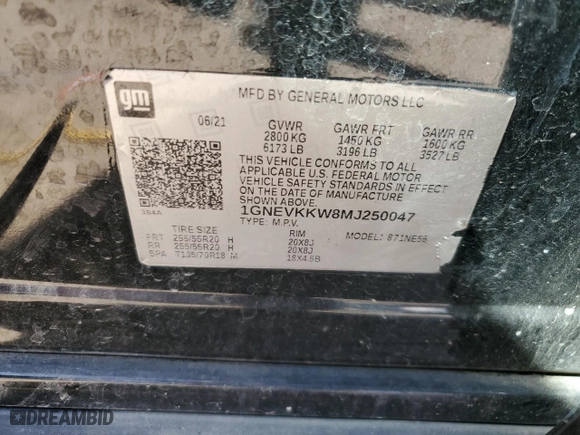 gm
MFD BY GENERAL MOTORS LLC
06/21 GVWR GAWR FRT GAWR RR
2800 KG 1450 KG 1600 KG
6173 LB 3196 LB 3527 LB
THIS VEHICLE CONFORMS TO ALL
APPLICABLE U.S. FEDERAL MOTOR
VEHICLE SAFETY STANDARDS IN EFFECT
ON THE DATE OF MANUFACTURE
SHOWN ABOVE.
1GNEVKKW8MJ250047
TYPE: M.P.V. MODEL:
TIRE SIZE RIM
FRT 255/55R20 H 20X8J
RR 255/55R20 H 20X8J
SPA T135/70R18 M 18X4.5B
DREAMBID